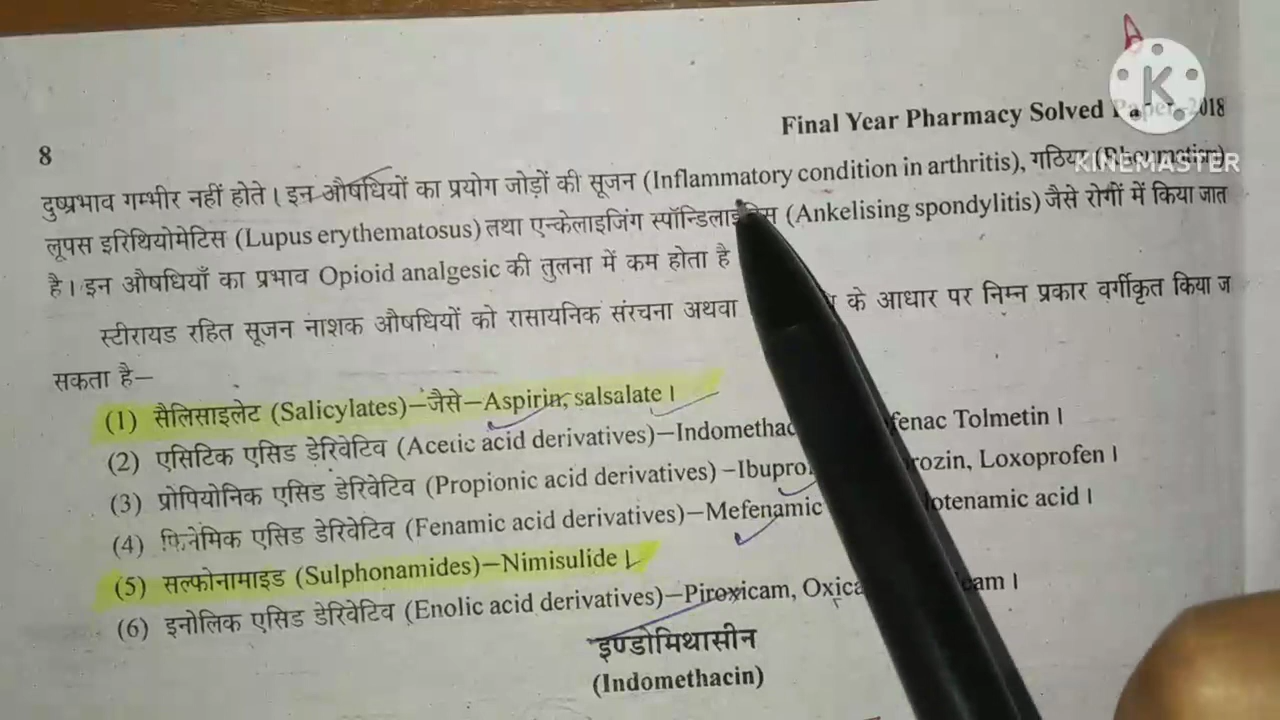 Final Year Pharmacy Solved Paper–2018
KINEMASTER
8
दुष्प्रभाव गम्भीर नहीं होते। इन औषधियों का प्रयोग जोड़ों की सूजन (Inflammatory condition in arthritis), गठिया
लूपस इरिथियोमेटिस (Lupus erythematosus) तथा एन्केलाइजिंग (Ankelising spondylitis) जैसे रोगों में किया जात
है। इन औषधियाँ का प्रभाव Opioid analgesic की तुलना में कम होता है
स्टीरायड रहित सूजन नाशक औषधियों को रासायनिक संरचना अथवा के आधार पर निम्न प्रकार वर्गीकृत किया ज
सकता है–
(1) सैलिसाइलेट (Salicylates)–जैसे–Aspirin, salsalate।
(2) एसिटिक एसिड डेरिवेटिव (Acetic acid derivatives)–Indomethac fenac Tolmetin।
(3) प्रोपियोनिक एसिड डेरिवेटिव (Propionic acid derivatives) –Ibupro rozin, Loxoprofen।
(4) फिनेमिक एसिड डेरिवेटिव (Fenamic acid derivatives)–Mefenamic lotenamic acid।
(5) सल्फोनामाइड (Sulphonamides)–Nimisulide।
(6) इनोलिक एसिड डेरिवेटिव (Enolic acid derivatives)–Piroxicam, Oxica cam।
इण्डोमिथासीन
(Indomethacin)